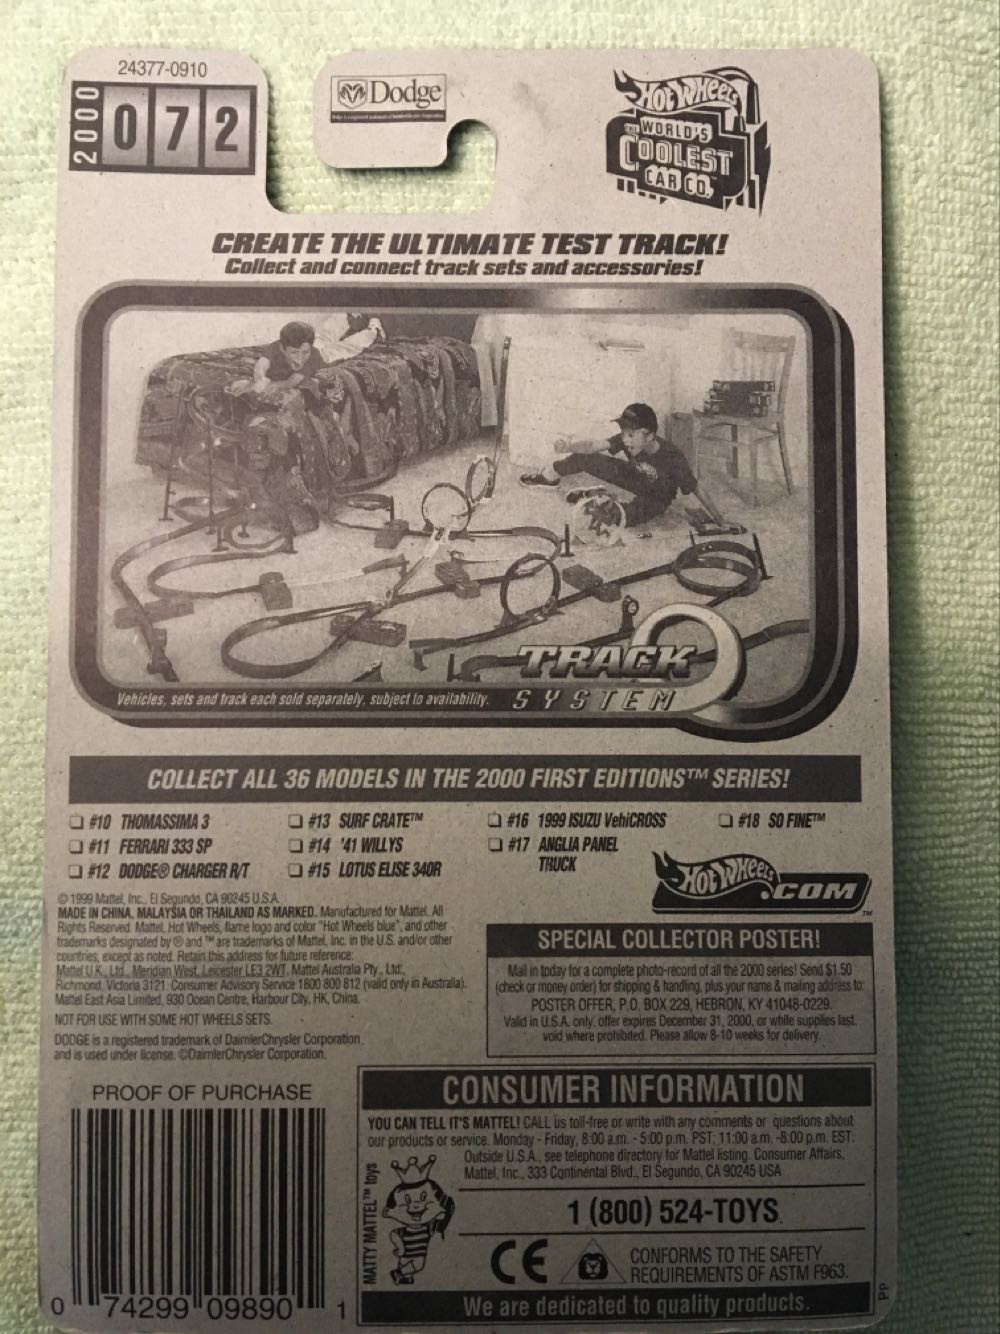 24377-0910
2000
072
Dodge
Hot Wheels
THE WORLD'S
COOLEST
CAR CO.
CREATE THE ULTIMATE TEST TRACK!
Collect and connect track sets and accessories!
TRACK
SYSTEM
Vehicles, sets and track each sold separately, subject to availability.
COLLECT ALL 36 MODELS IN THE 2000 FIRST EDITIONS™ SERIES!
#10 THOMASSIMA 3
#11 FERRARI 333 SP
#12 DODGE® CHARGER R/T
#13 SURF CRATE™
#14 '41 WILLYS
#15 LOTUS ELISE 340R
#16 1999 ISUZU VehiCROSS
#17 ANGLIA PANEL
TRUCK
#18 SO FINE™
Hot Wheels
.COM™
© 1999 Mattel, Inc., El Segundo, CA 90245 U.S.A.
MADE IN CHINA, MALAYSIA OR THAILAND AS MARKED. Manufactured for Mattel. All
Rights Reserved. Mattel, Hot Wheels, flame logo and color "Hot Wheels blue", and other
trademarks designated by ® and ™ are trademarks of Mattel, Inc. in the U.S. and/or other
countries, except as noted. Retain this address for future reference:
Mattel U.K., Ltd., Meridian West, Leicester LE3 2WT. Mattel Australia Pty., Ltd.,
Richmond, Victoria 3121. Consumer Advisory Service 1800 800 812 (valid only in Australia).
Mattel East Asia Limited, 930 Ocean Centre, Harbour City, HK, China.
NOT FOR USE WITH SOME HOT WHEELS SETS.
DODGE is a registered trademark of DaimlerChrysler Corporation
and is used under license. ©DaimlerChrysler Corporation.
SPECIAL COLLECTOR POSTER!
Mail in today for a complete photo-record of all the 2000 series! Send $1.50
(check or money order) for shipping & handling, plus your name & mailing address to:
POSTER OFFER, P.O. BOX 229, HEBRON, KY 41048-0229.
Valid in U.S.A. only, offer expires December 31, 2000, or while supplies last,
void where prohibited. Please allow 8-10 weeks for delivery.
PROOF OF PURCHASE
0 74299 09890 1
CONSUMER INFORMATION
YOU CAN TELL IT'S MATTEL! CALL us toll-free or write with any comments or questions about
our products or service. Monday - Friday, 8:00 a.m. - 5:00 p.m. PST; 11:00 a.m. -8:00 p.m. EST.
Outside U.S.A., see telephone directory for Mattel listing. Consumer Affairs,
Mattel, Inc., 333 Continental Blvd., El Segundo, CA 90245 USA
MATTY MATTEL™ toys
1 (800) 524-TOYS.
CE
CONFORMS TO THE SAFETY
REQUIREMENTS OF ASTM F963.
We are dedicated to quality products.
PP